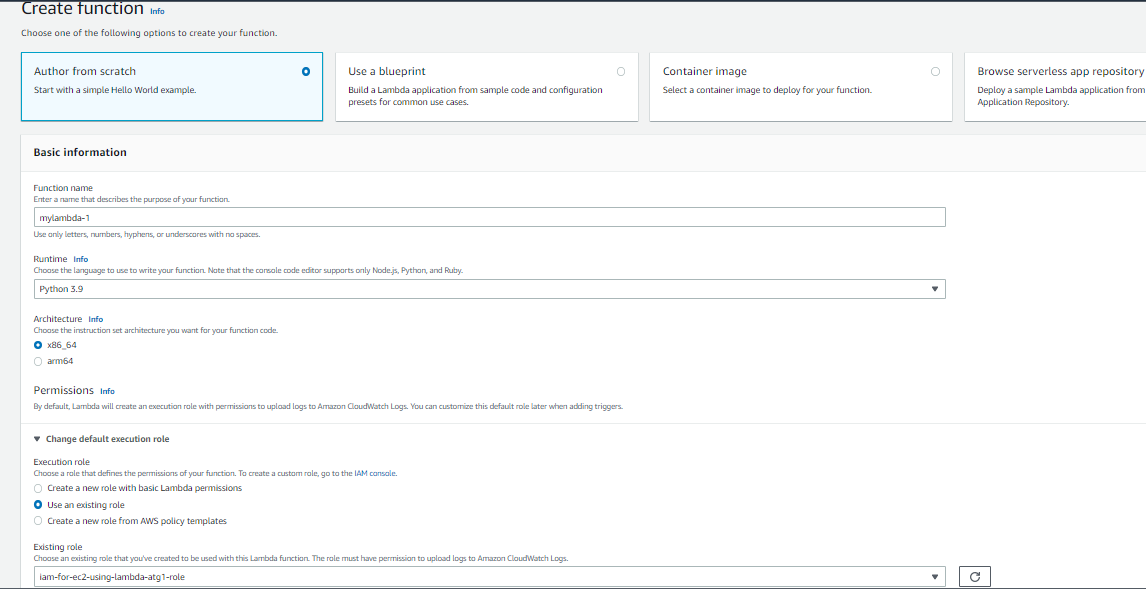 Create function Info
Choose one of the following options to create your function.
Author from scratch
Start with a simple Hello World example.
Use a blueprint
Build a Lambda application from sample code and configuration
presets for common use cases.
Container image
Select a container image to deploy for your function.
Browse serverless app repository
Deploy a sample Lambda application from
Application Repository.
Basic information
Function name
Enter a name that describes the purpose of your function.
mylambda-1
Use only letters, numbers, hyphens, or underscores with no spaces.
Runtime Info
Choose the language to use to write your function. Note that the console code editor supports only Node.js, Python, and Ruby.
Python 3.9
Architecture Info
Choose the instruction set architecture you want for your function code.
x86_64
arm64
Permissions Info
By default, Lambda will create an execution role with permissions to upload logs to Amazon CloudWatch Logs. You can customize this default role later when adding triggers.
Change default execution role
Execution role
Choose a role that defines the permissions of your function. To create a custom role, go to the IAM console.
Create a new role with basic Lambda permissions
Use an existing role
Create a new role from AWS policy templates
Existing role
Choose an existing role that you've created to be used with this Lambda function. The role must have permission to upload logs to Amazon CloudWatch Logs.
iam-for-ec2-using-lambda-atg1-role